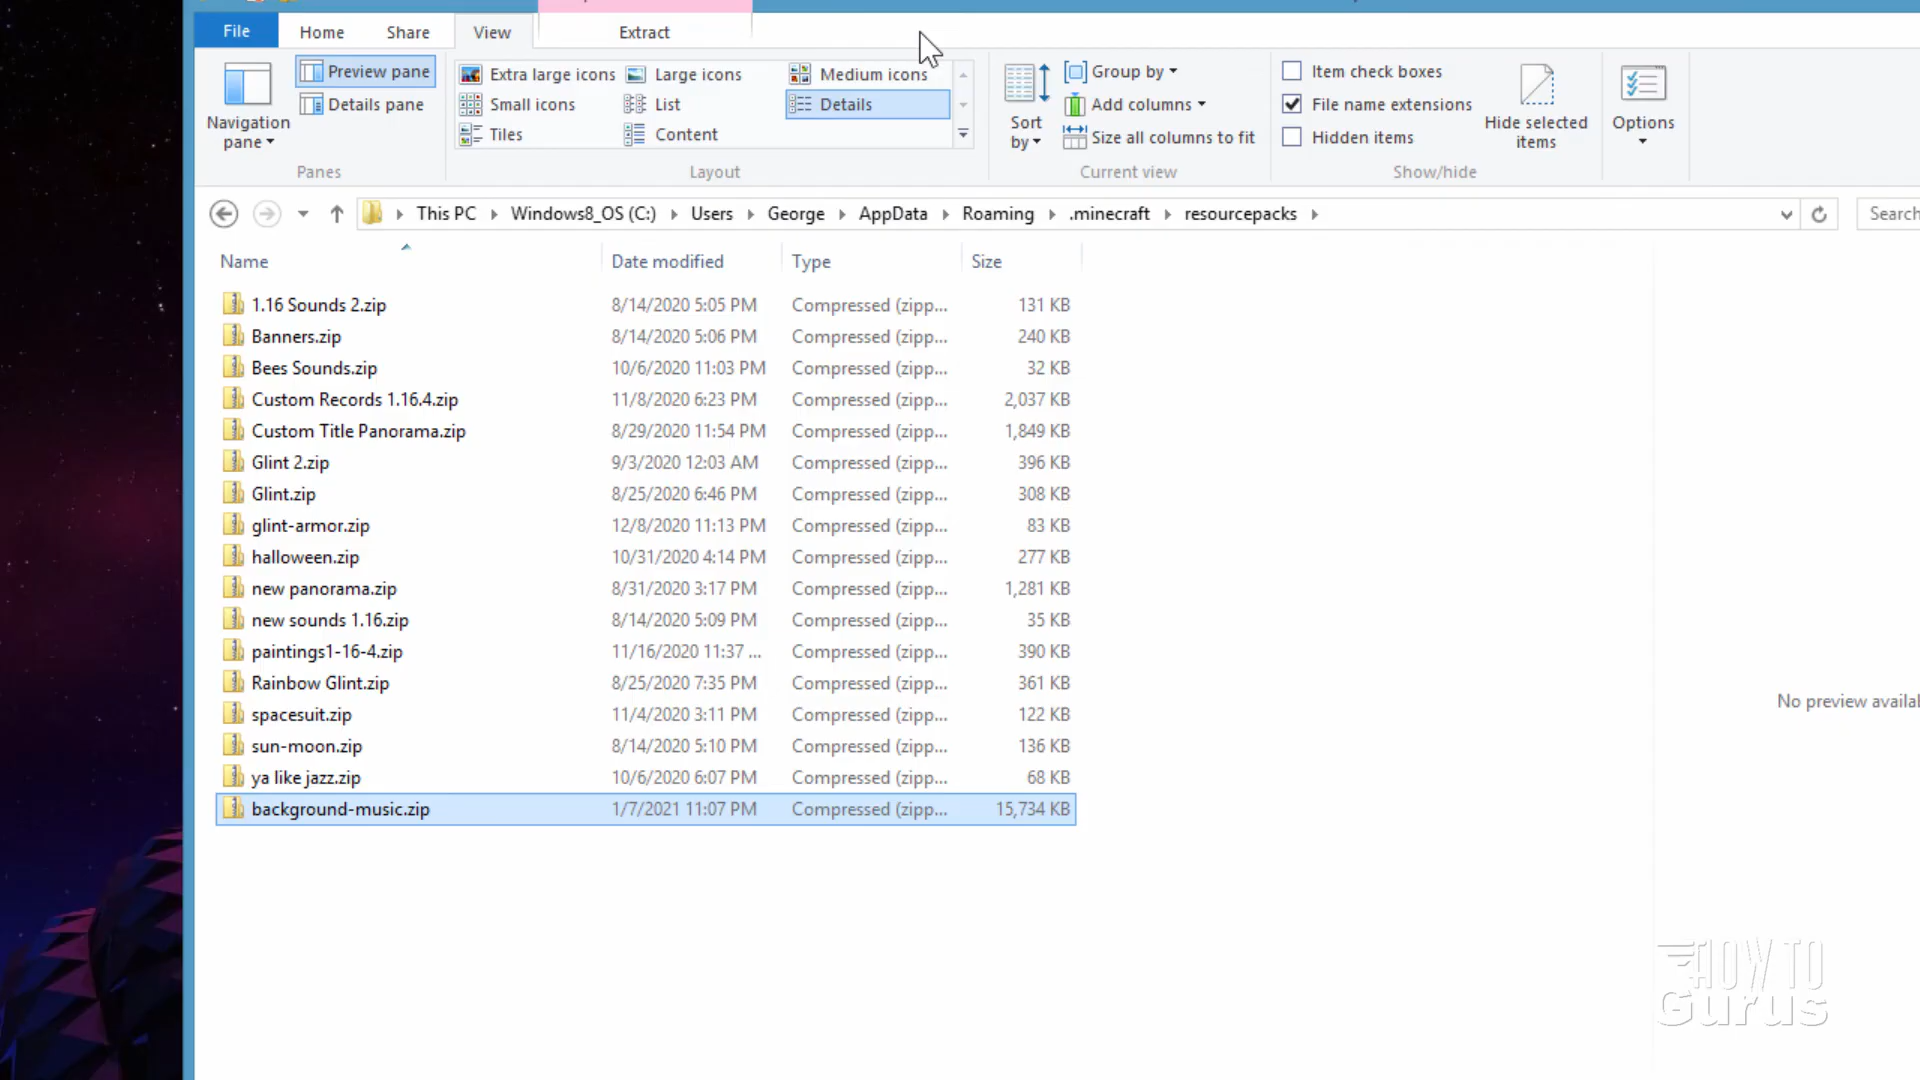 File Home Share View Extract
Preview pane Extra large icons Large icons Medium icons Group by Item check boxes
Details pane Small icons List Details Add columns File name extensions
Navigation pane Tiles Content Sort by Size all columns to fit Hidden items Hide selected items Options
Panes Layout Current view Show/hide
This PC Windows8_OS (C:) Users George AppData Roaming .minecraft resourcepacks Search
Name Date modified Type Size
1.16 Sounds 2.zip 8/14/2020 5:05 PM Compressed (zipp... 131 KB
Banners.zip 8/14/2020 5:06 PM Compressed (zipp... 240 KB
Bees Sounds.zip 10/6/2020 11:03 PM Compressed (zipp... 32 KB
Custom Records 1.16.4.zip 11/8/2020 6:23 PM Compressed (zipp... 2,037 KB
Custom Title Panorama.zip 8/29/2020 11:54 PM Compressed (zipp... 1,849 KB
Glint 2.zip 9/3/2020 12:03 AM Compressed (zipp... 396 KB
Glint.zip 8/25/2020 6:46 PM Compressed (zipp... 308 KB
glint-armor.zip 12/8/2020 11:13 PM Compressed (zipp... 83 KB
halloween.zip 10/31/2020 4:14 PM Compressed (zipp... 277 KB
new panorama.zip 8/31/2020 3:17 PM Compressed (zipp... 1,281 KB
new sounds 1.16.zip 8/14/2020 5:09 PM Compressed (zipp... 35 KB
paintings1-16-4.zip 11/16/2020 11:37 ... Compressed (zipp... 390 KB
Rainbow Glint.zip 8/25/2020 7:35 PM Compressed (zipp... 361 KB
spacesuit.zip 11/4/2020 3:11 PM Compressed (zipp... 122 KB
sun-moon.zip 8/14/2020 5:10 PM Compressed (zipp... 136 KB
ya like jazz.zip 10/6/2020 6:07 PM Compressed (zipp... 68 KB
background-music.zip 1/7/2021 11:07 PM Compressed (zipp... 15,734 KB
No preview availa
HOW TO
Gurus